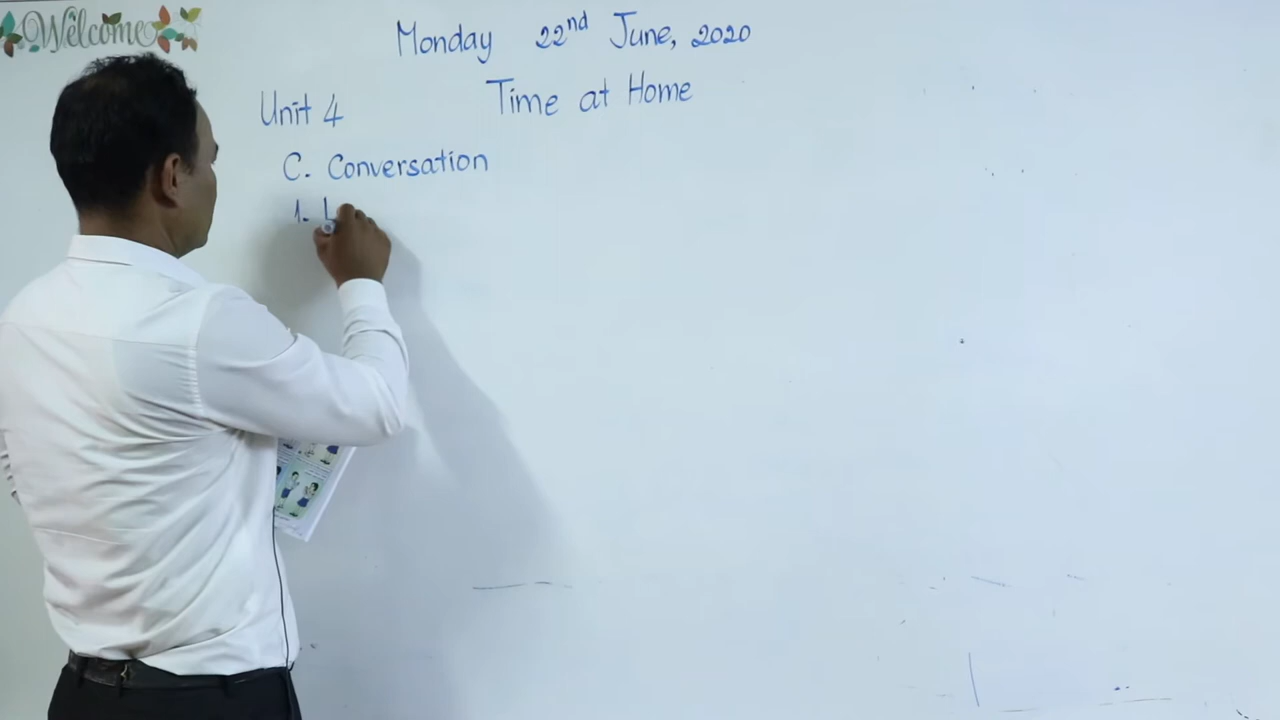 Welcome
Monday 22nd June, 2020
Unit 4 Time at Home
C. Conversation
1. L